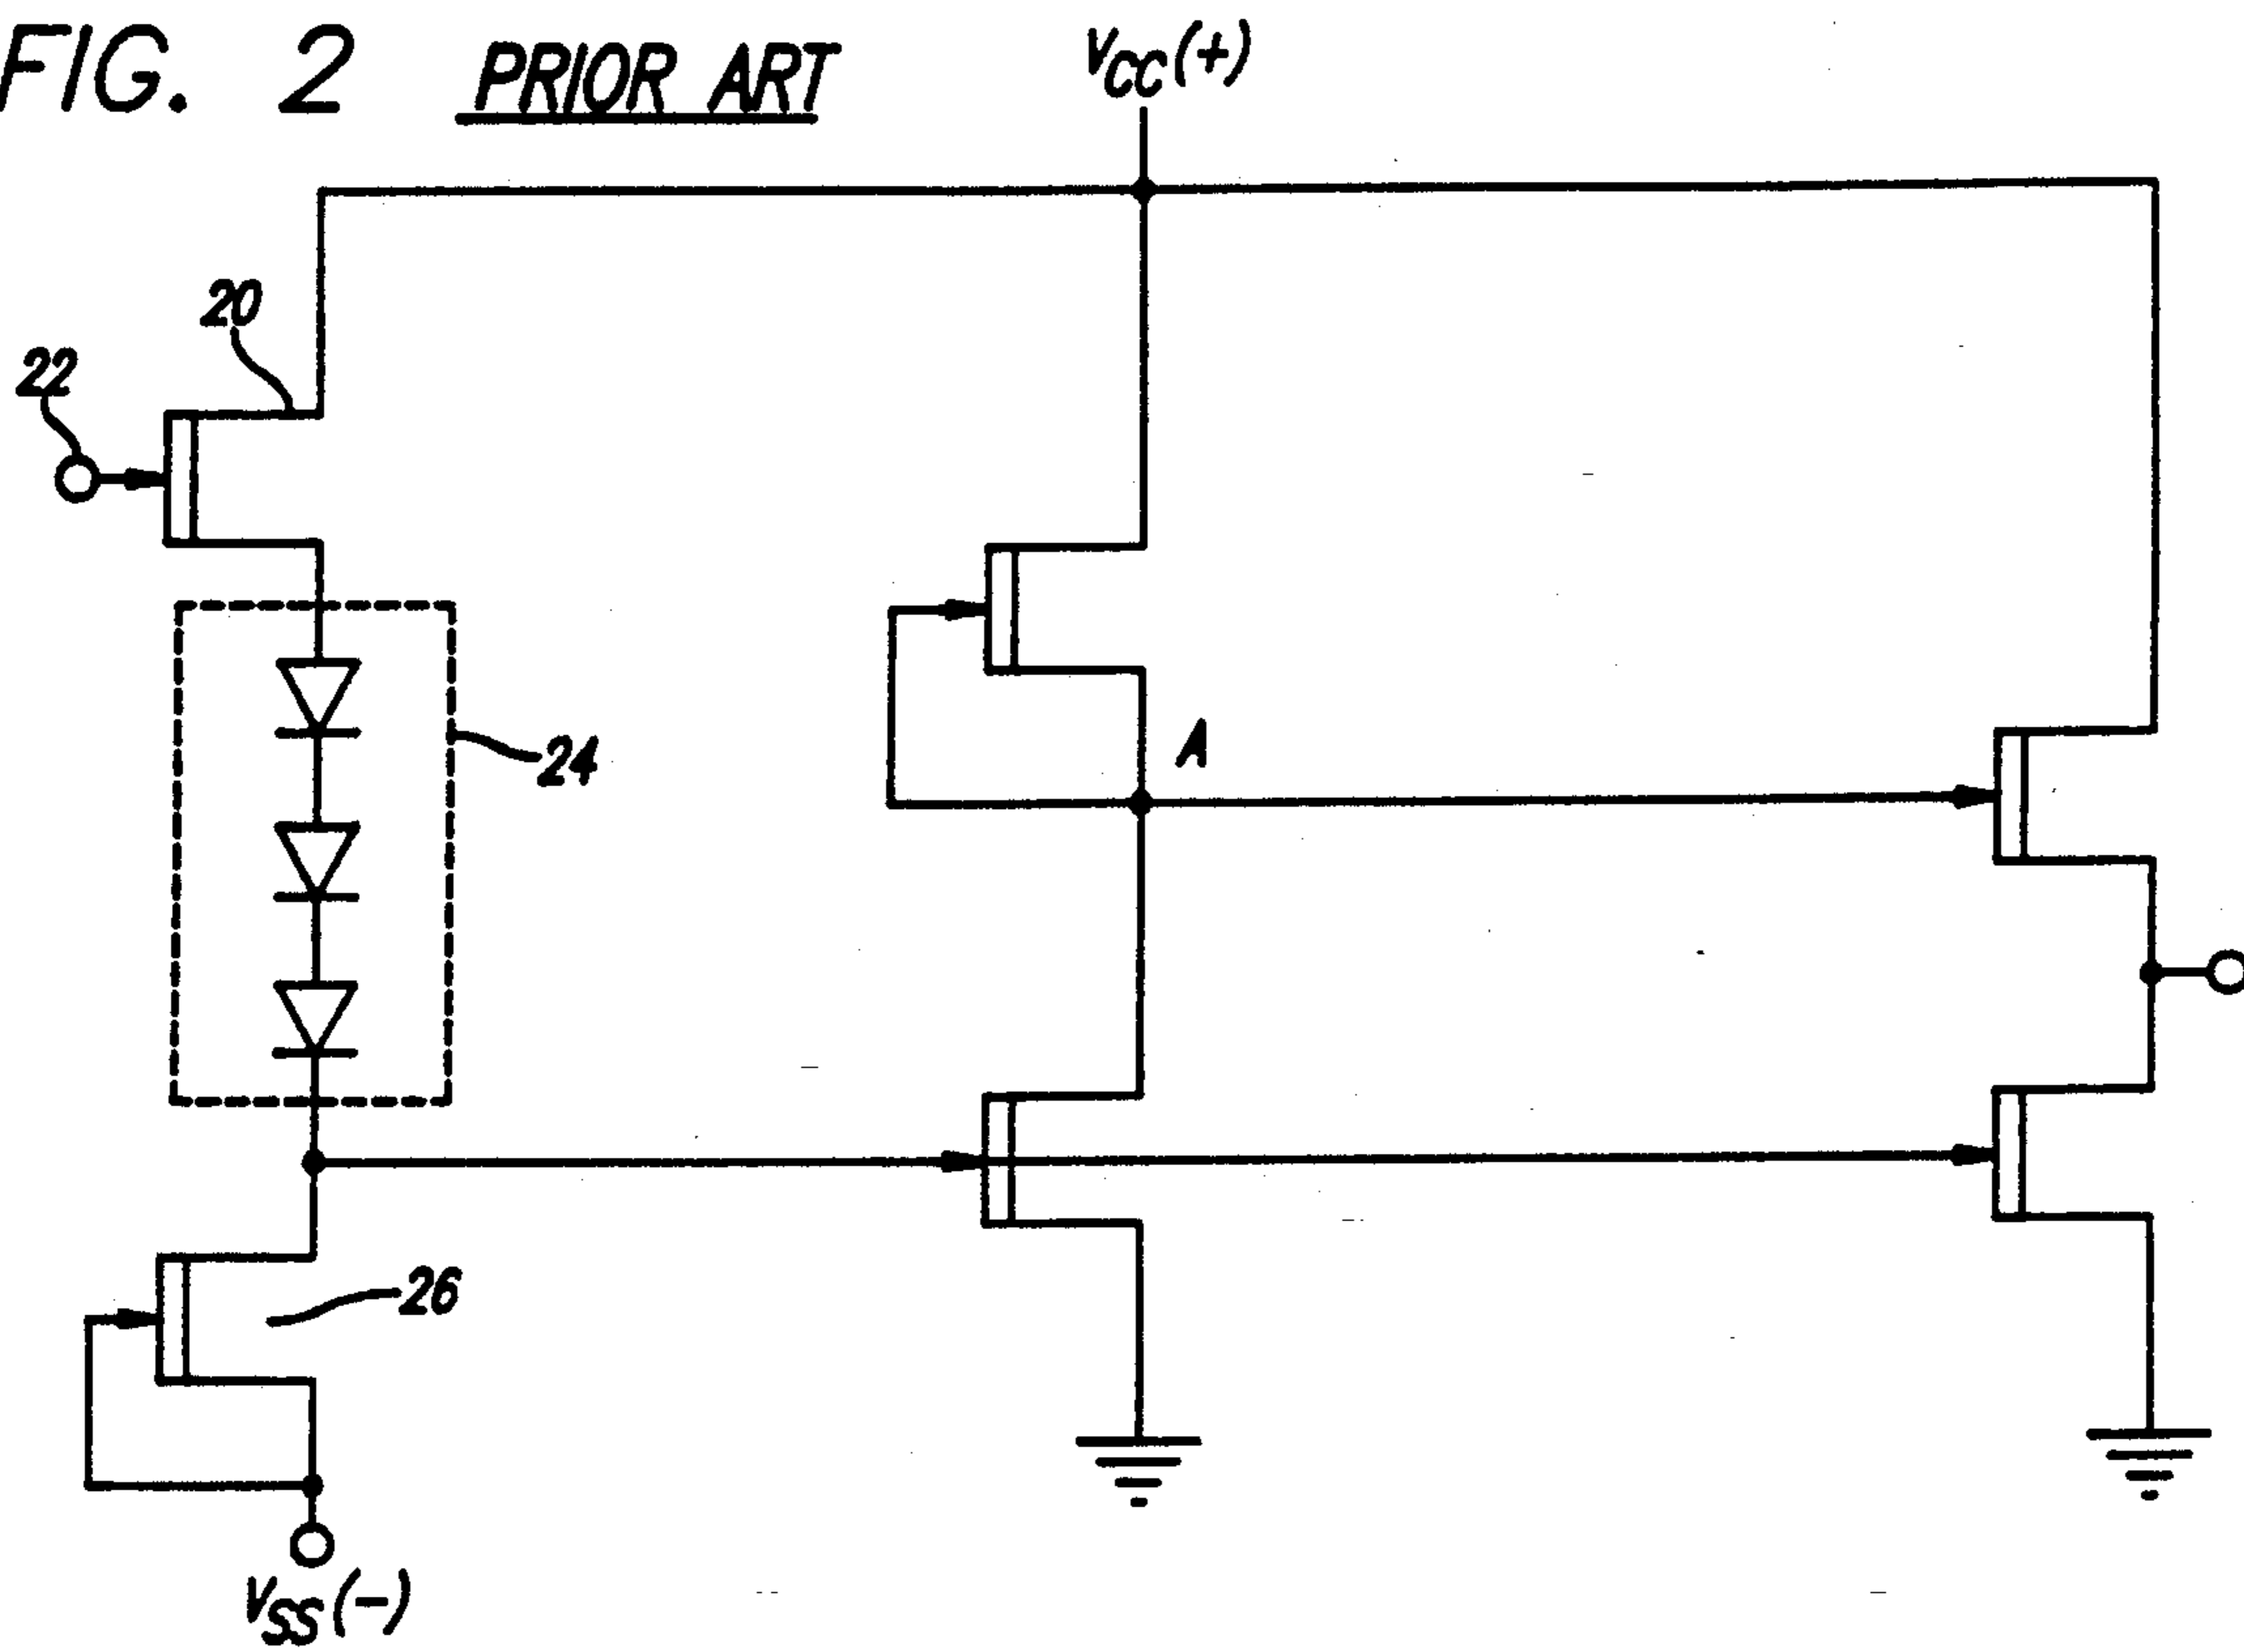 FIG. 2 PRIOR ART
VCC(+)
20
22
24
A
26
VSS(-)